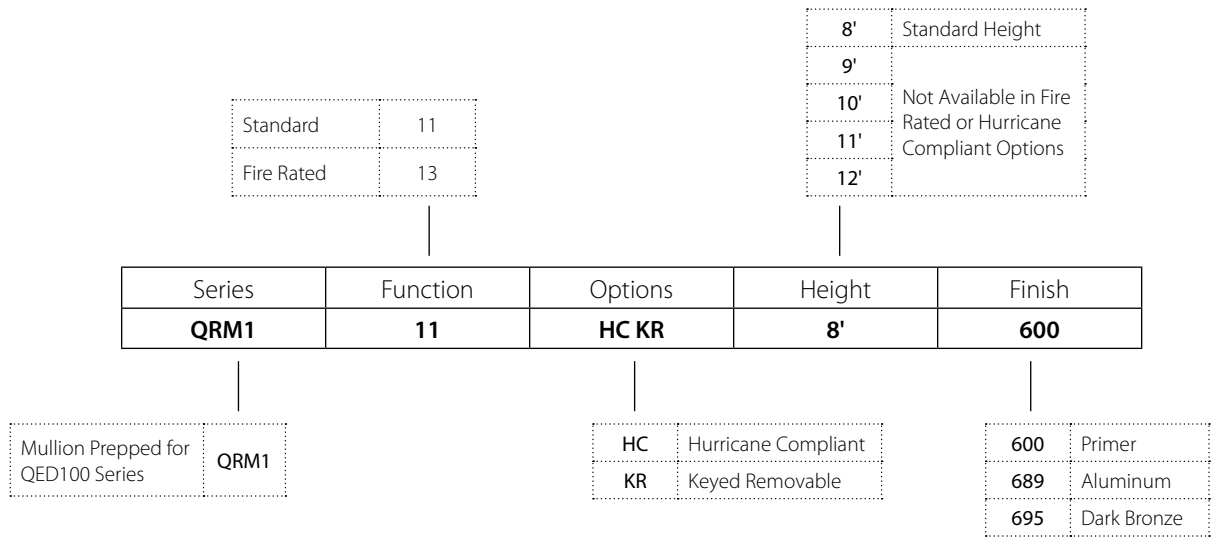 8' Standard Height
9'
10'
11'
12'
Not Available in Fire
Rated or Hurricane
Compliant Options
Standard 11
Fire Rated 13
Series Function Options Height Finish
QRM1 11 HC KR 8' 600
Mullion Prepped for
QED100 Series
QRM1
HC Hurricane Compliant
KR Keyed Removable
600 Primer
689 Aluminum
695 Dark Bronze